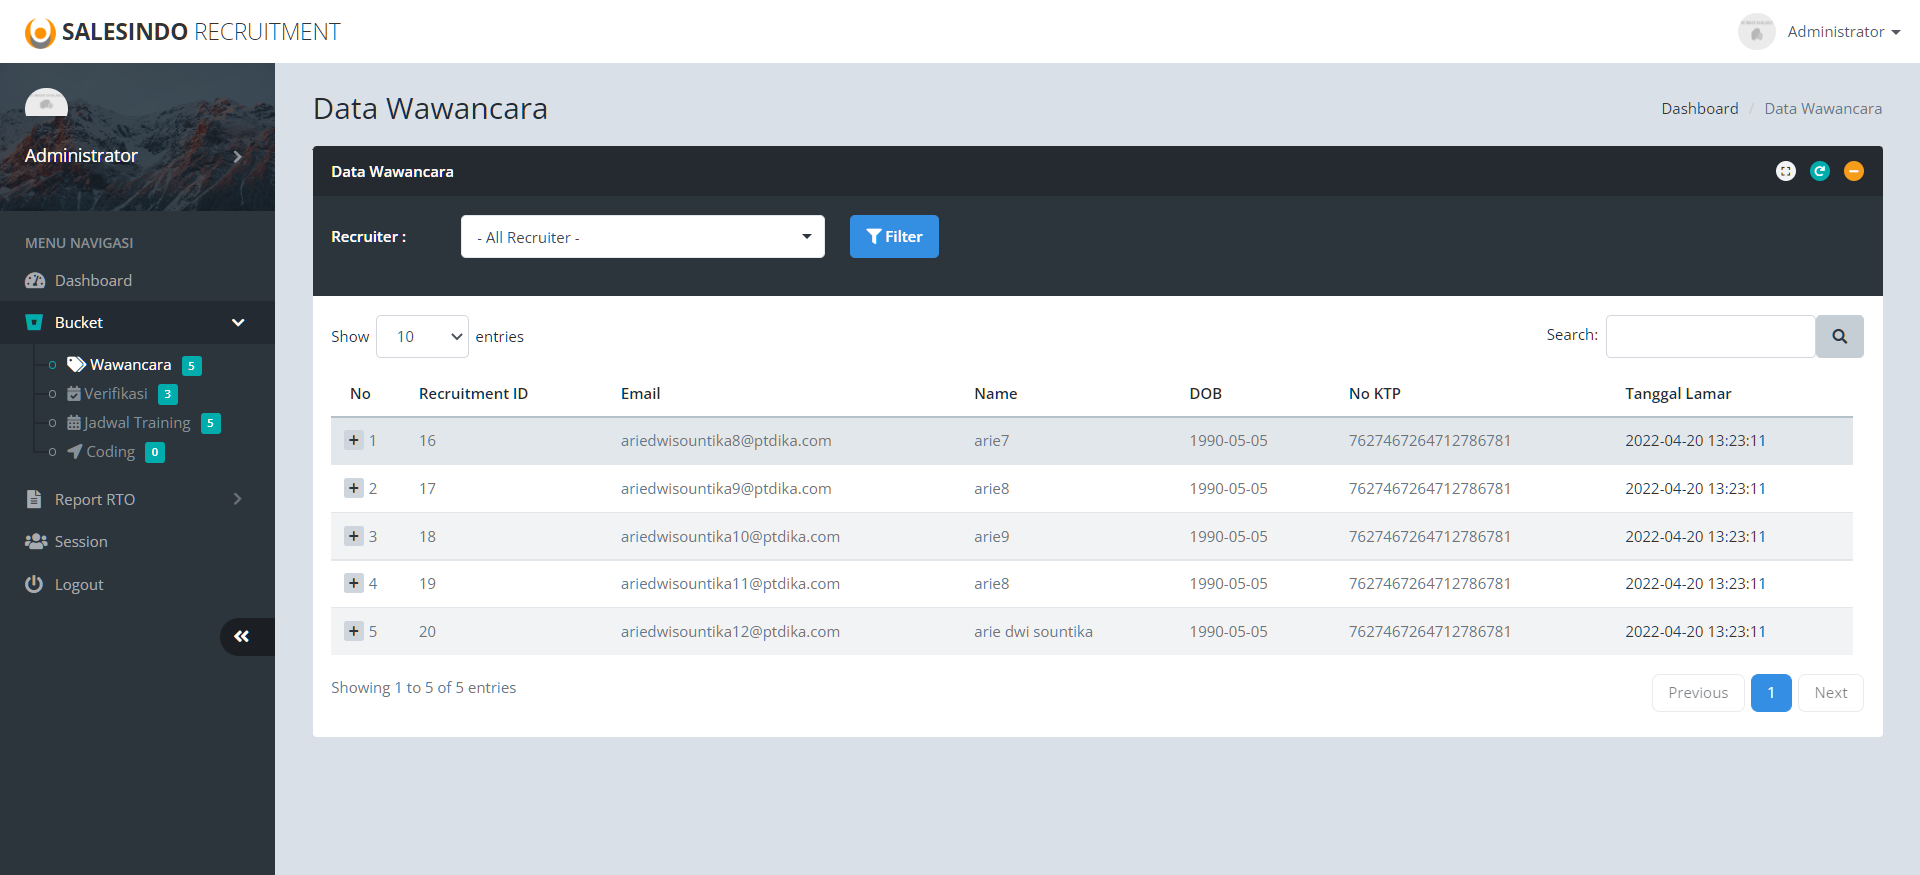 SALESINDO RECRUITMENT
Administrator
Administrator
MENU NAVIGASI
Dashboard
Bucket
Wawancara 5
Verifikasi 3
Jadwal Training 5
Coding 0
Report RTO
Session
Logout
Data Wawancara
Dashboard / Data Wawancara
Data Wawancara
Recruiter : - All Recruiter - Filter
Show 10 entries Search:
No Recruitment ID Email Name DOB No KTP Tanggal Lamar
1 16 ariedwisountika8@ptdika.com arie7 1990-05-05 7627467264712786781 2022-04-20 13:23:11
2 17 ariedwisountika9@ptdika.com arie8 1990-05-05 7627467264712786781 2022-04-20 13:23:11
3 18 ariedwisountika10@ptdika.com arie9 1990-05-05 7627467264712786781 2022-04-20 13:23:11
4 19 ariedwisountika11@ptdika.com arie8 1990-05-05 7627467264712786781 2022-04-20 13:23:11
5 20 ariedwisountika12@ptdika.com arie dwi sountika 1990-05-05 7627467264712786781 2022-04-20 13:23:11
Showing 1 to 5 of 5 entries
Previous 1 Next